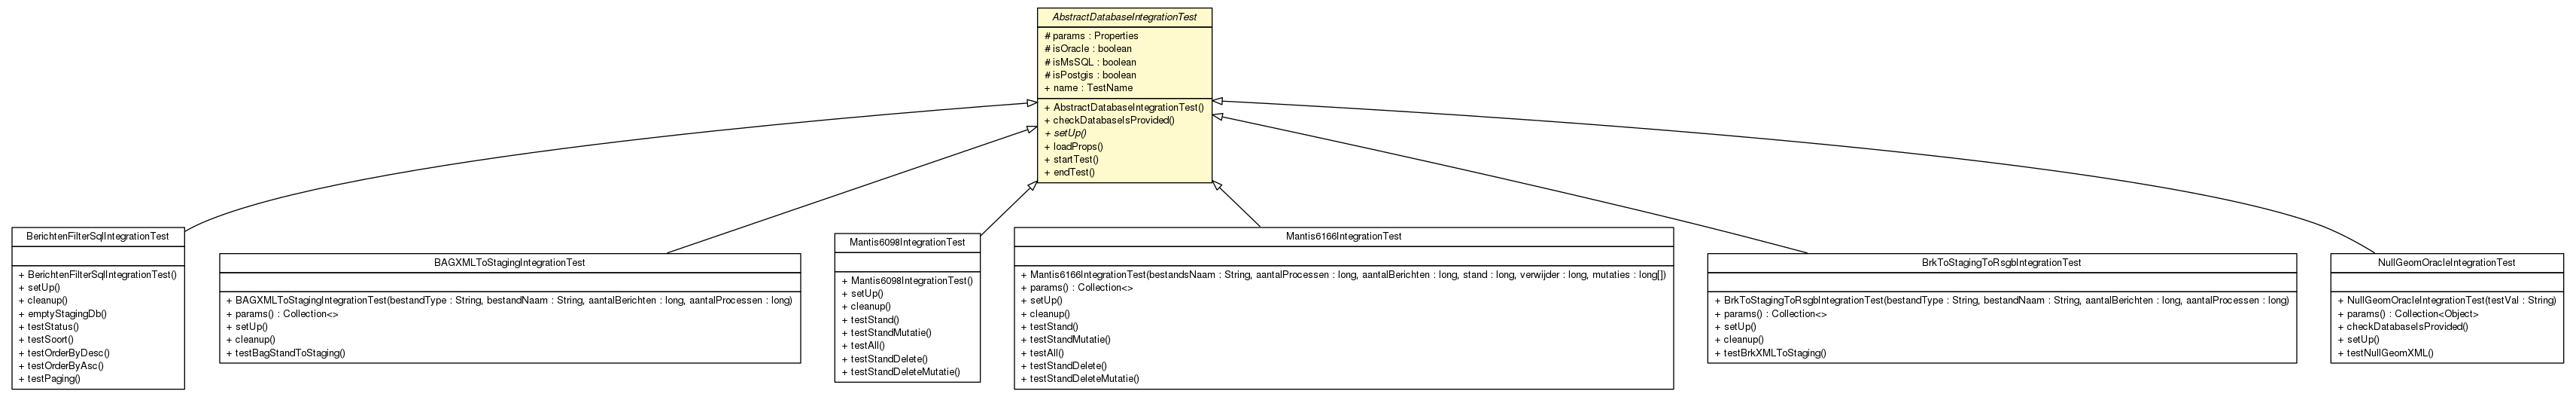 AbstractDatabaseIntegrationTest
# params : Properties
# isOracle : boolean
# isMsSQL : boolean
# isPostgis : boolean
+ name : TestName
+ AbstractDatabaseIntegrationTest()
+ checkDatabaseIsProvided()
+ setUp()
+ loadProps()
+ startTest()
+ endTest()
BerichtenFilterSqlIntegrationTest
+ BerichtenFilterSqlIntegrationTest()
+ setUp()
+ cleanup()
+ emptyStagingDb()
+ testStatus()
+ testSoort()
+ testOrderByDesc()
+ testOrderByAsc()
+ testPaging()
BAGXMLToStagingIntegrationTest
+ BAGXMLToStagingIntegrationTest(bestandType : String, bestandNaam : String, aantalBerichten : long, aantalProcessen : long)
+ params() : Collection<>
+ setUp()
+ cleanup()
+ testBagStandToStaging()
Mantis6098IntegrationTest
+ Mantis6098IntegrationTest()
+ setUp()
+ cleanup()
+ testStand()
+ testStandMutatie()
+ testAll()
+ testStandDelete()
+ testStandDeleteMutatie()
Mantis6166IntegrationTest
+ Mantis6166IntegrationTest(bestandsNaam : String, aantalProcessen : long, aantalBerichten : long, stand : long, verwijder : long, mutaties : long[])
+ params() : Collection<>
+ setUp()
+ cleanup()
+ testStand()
+ testStandMutatie()
+ testAll()
+ testStandDelete()
+ testStandDeleteMutatie()
BrkToStagingToRsgbIntegrationTest
+ BrkToStagingToRsgbIntegrationTest(bestandType : String, bestandNaam : String, aantalBerichten : long, aantalProcessen : long)
+ params() : Collection<>
+ setUp()
+ cleanup()
+ testBrkXMLToStaging()
NullGeomOracleIntegrationTest
+ NullGeomOracleIntegrationTest(testVal : String)
+ params() : Collection<Object>
+ checkDatabaseIsProvided()
+ setUp()
+ testNullGeomXML()